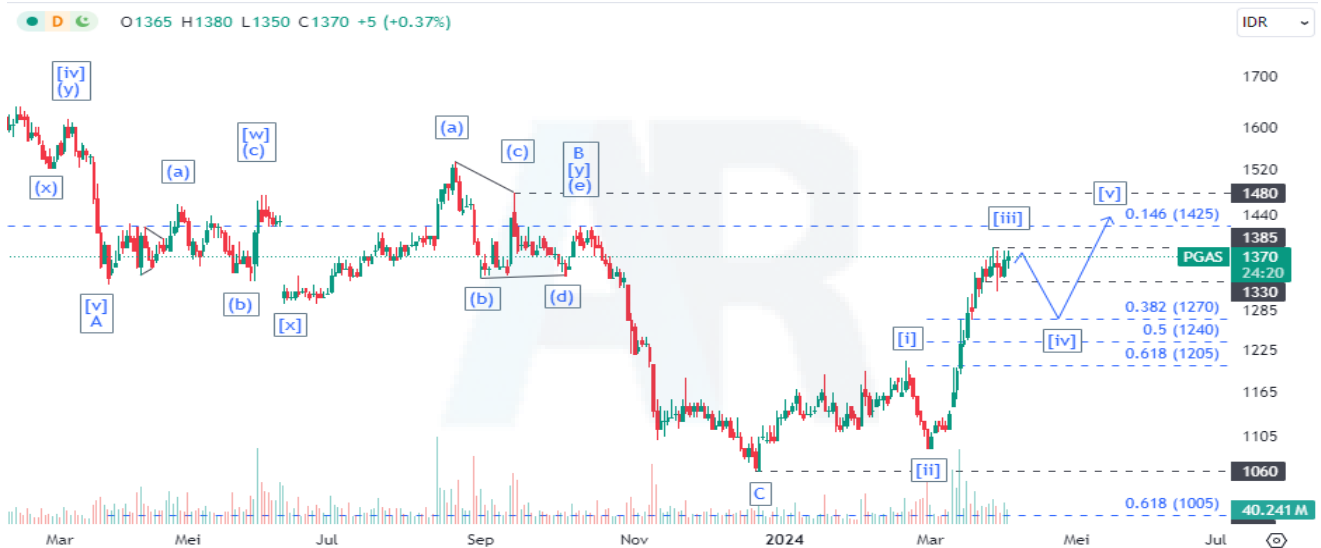 D O1365 H1380 L1350 C1370 +5 (+0.37%)
IDR
[iv]
(y)
(x)
[v]
A
(a)
[w]
(c)
(b)
[x]
(a)
(b)
(c)
(d)
B
[y]
(e)
C
[i]
[ii]
[iii]
[iv]
[v]
0.146 (1425)
0.382 (1270)
0.5 (1240)
0.618 (1205)
0.618 (1005)
1700
1600
1520
1480
1440
1385
PGAS 1370
24:20
1330
1285
1225
1165
1105
1060
40.241 M
Mar Mei Jul Sep Nov 2024 Mar Mei Jul
AR